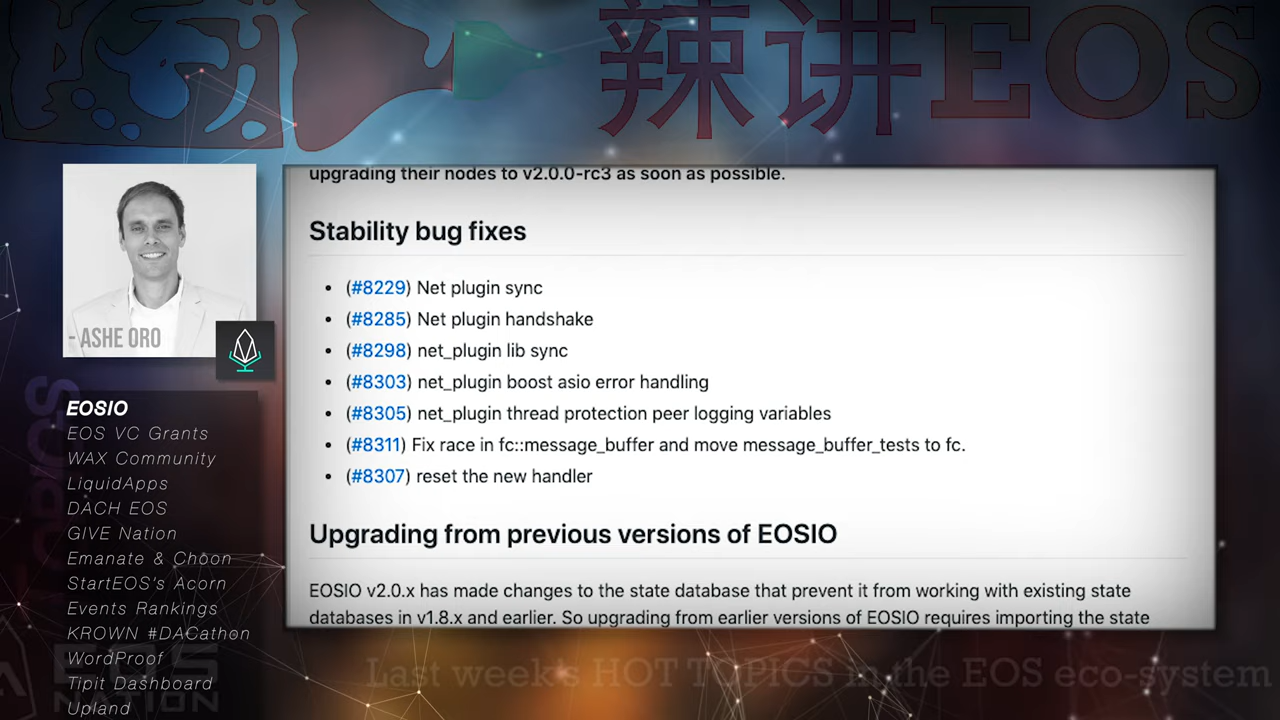 辣讲EOS
- ASHE ORO
EOSIO
EOS VC Grants
WAX Community
LiquidApps
DACH EOS
GIVE Nation
Emanate & Choon
StartEOS's Acorn
Events Rankings
KROWN #DACathon
WordProof
Tipit Dashboard
Upland
upgrading their nodes to v2.0.0-rc3 as soon as possible.
Stability bug fixes
• (#8229) Net plugin sync
• (#8285) Net plugin handshake
• (#8298) net_plugin lib sync
• (#8303) net_plugin boost asio error handling
• (#8305) net_plugin thread protection peer logging variables
• (#8311) Fix race in fc::message_buffer and move message_buffer_tests to fc.
• (#8307) reset the new handler
Upgrading from previous versions of EOSIO
EOSIO v2.0.x has made changes to the state database that prevent it from working with existing state
databases in v1.8.x and earlier. So upgrading from earlier versions of EOSIO requires importing the state
Last week's HOT TOPICS in the EOS eco-system
EOS
NATION